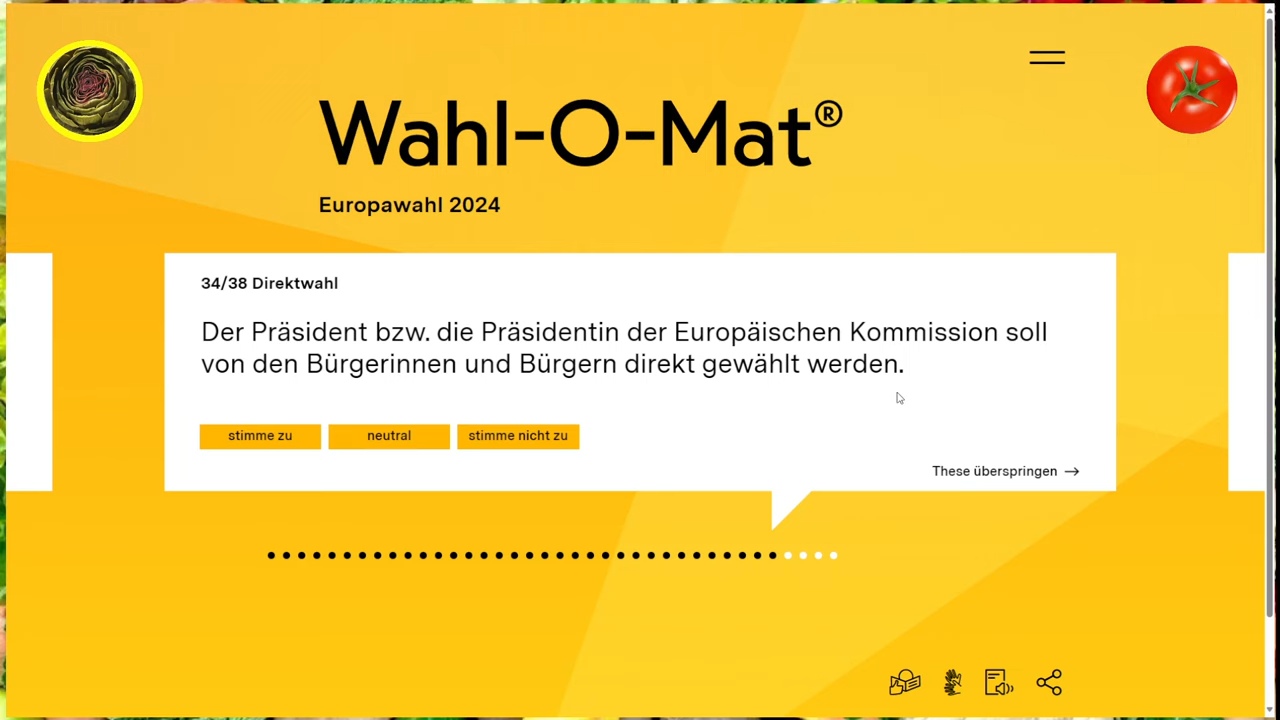 Wahl-O-Mat®
Europawahl 2024
34/38 Direktwahl
Der Präsident bzw. die Präsidentin der Europäischen Kommission soll
von den Bürgerinnen und Bürgern direkt gewählt werden.
stimme zu
neutral
stimme nicht zu
These überspringen →